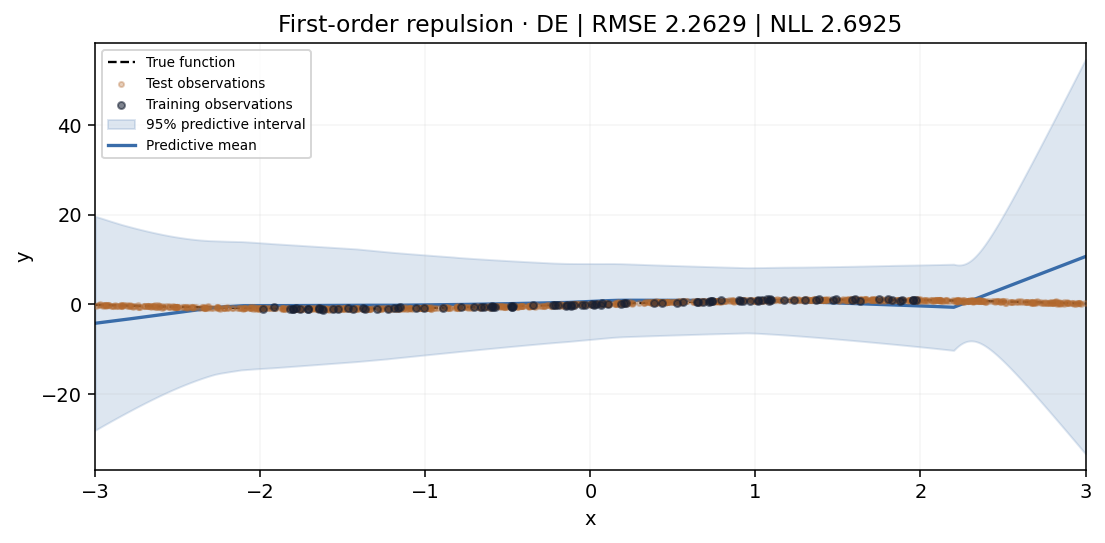 First-order repulsion · DE | RMSE 2.2629 | NLL 2.6925
True function
Test observations
Training observations
95% predictive interval
Predictive mean
40
20
0
−20
y
−3
−2
−1
0
1
2
3
x